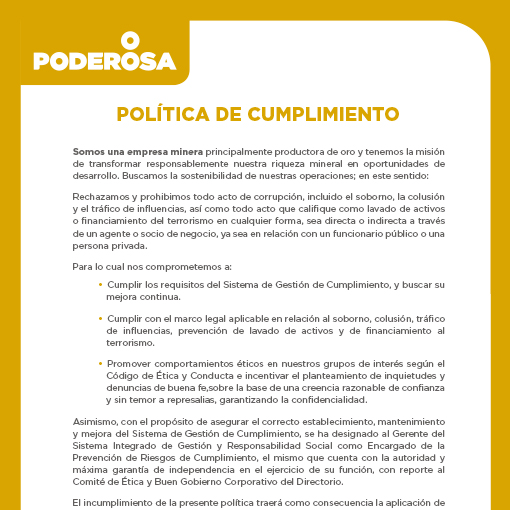 PODEROSA
POLÍTICA DE CUMPLIMIENTO
Somos una empresa minera principalmente productora de oro y tenemos la misión
de transformar responsablemente nuestra riqueza mineral en oportunidades de
desarrollo. Buscamos la sostenibilidad de nuestras operaciones; en este sentido:
Rechazamos y prohibimos todo acto de corrupción, incluido el soborno, la colusión
y el tráfico de influencias, así como todo acto que califique como lavado de activos
o financiamiento del terrorismo en cualquier forma, sea directa o indirecta a través
de un agente o socio de negocio, ya sea en relación con un funcionario público o una
persona privada.
Para lo cual nos comprometemos a:
• Cumplir los requisitos del Sistema de Gestión de Cumplimiento, y buscar su
mejora continua.
• Cumplir con el marco legal aplicable en relación al soborno, colusión, tráfico
de influencias, prevención de lavado de activos y de financiamiento al
terrorismo.
• Promover comportamientos éticos en nuestros grupos de interés según el
Código de Ética y Conducta e incentivar el planteamiento de inquietudes y
denuncias de buena fe,sobre la base de una creencia razonable de confianza
y sin temor a represalias, garantizando la confidencialidad.
Asimismo, con el propósito de asegurar el correcto establecimiento, mantenimiento
y mejora del Sistema de Gestión de Cumplimiento, se ha designado al Gerente del
Sistema Integrado de Gestión y Responsabilidad Social como Encargado de la
Prevención de Riesgos de Cumplimiento, el mismo que cuenta con la autoridad y
máxima garantía de independencia en el ejercicio de su función, con reporte al
Comité de Ética y Buen Gobierno Corporativo del Directorio.
El incumplimiento de la presente política traerá como consecuencia la aplicación de